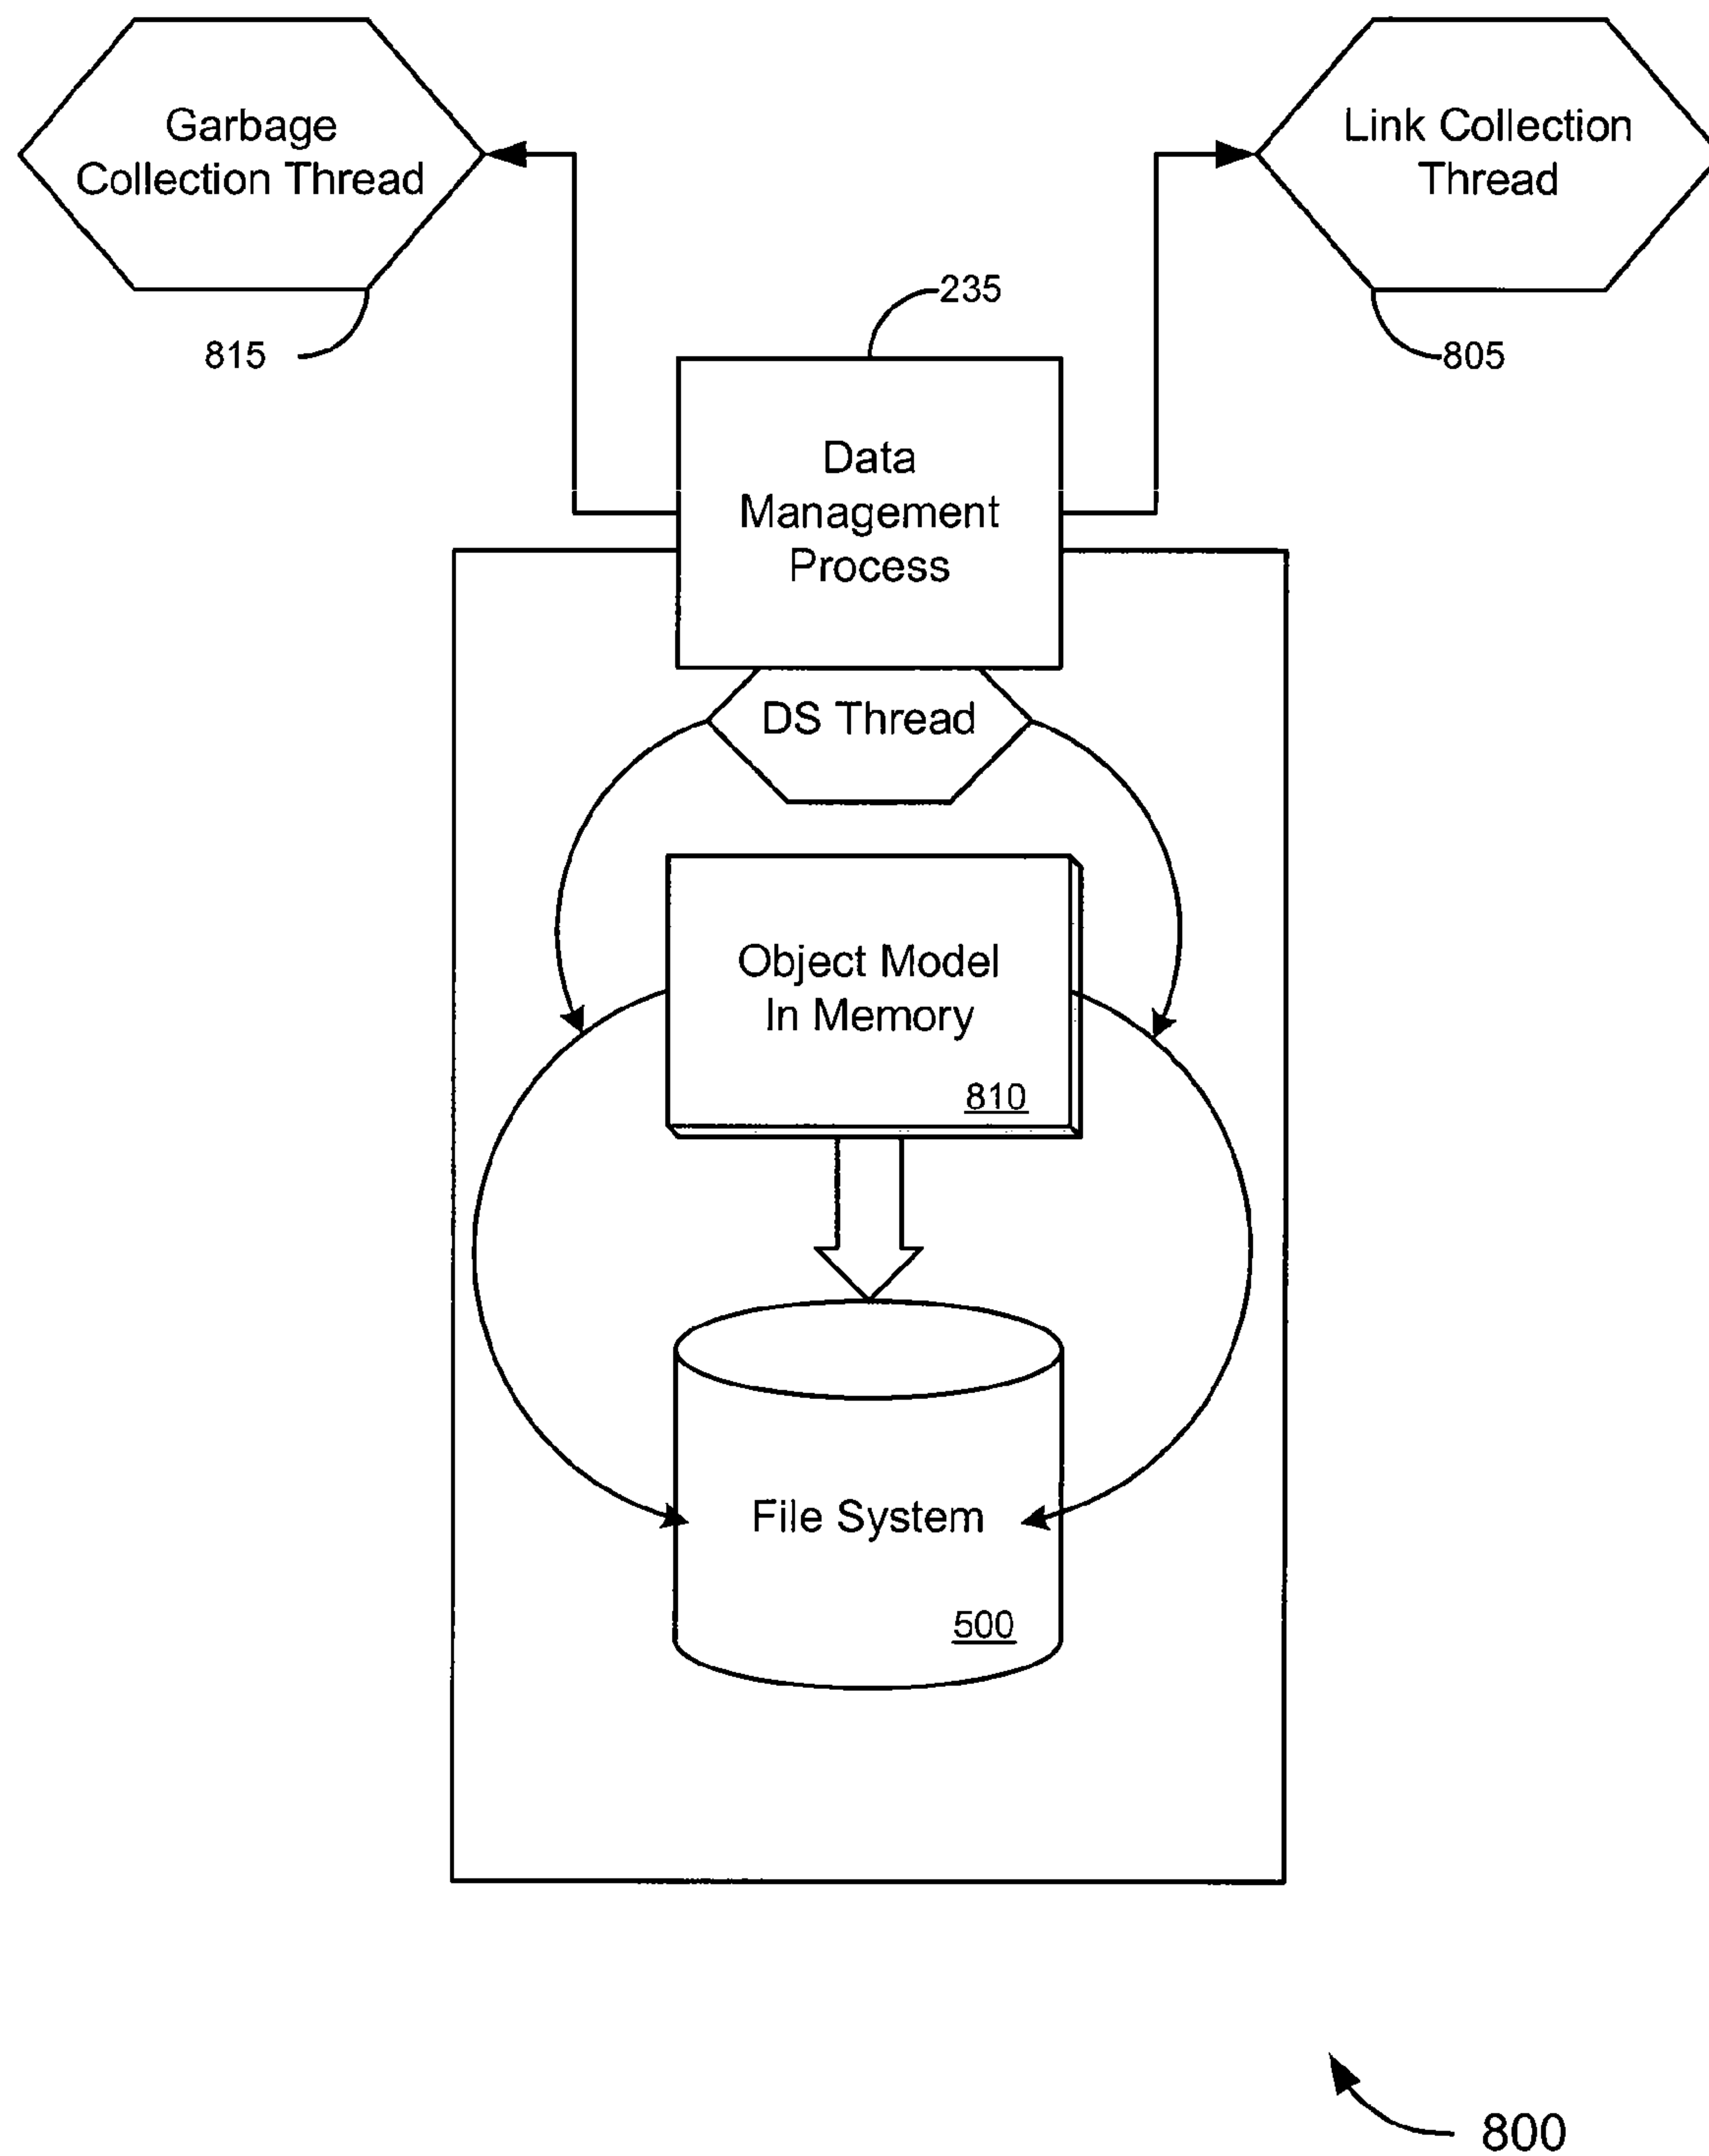 Garbage
Collection Thread
Link Collection
Thread
235
815
805
Data
Management
Process
DS Thread
Object Model
In Memory
810
File System
500
800